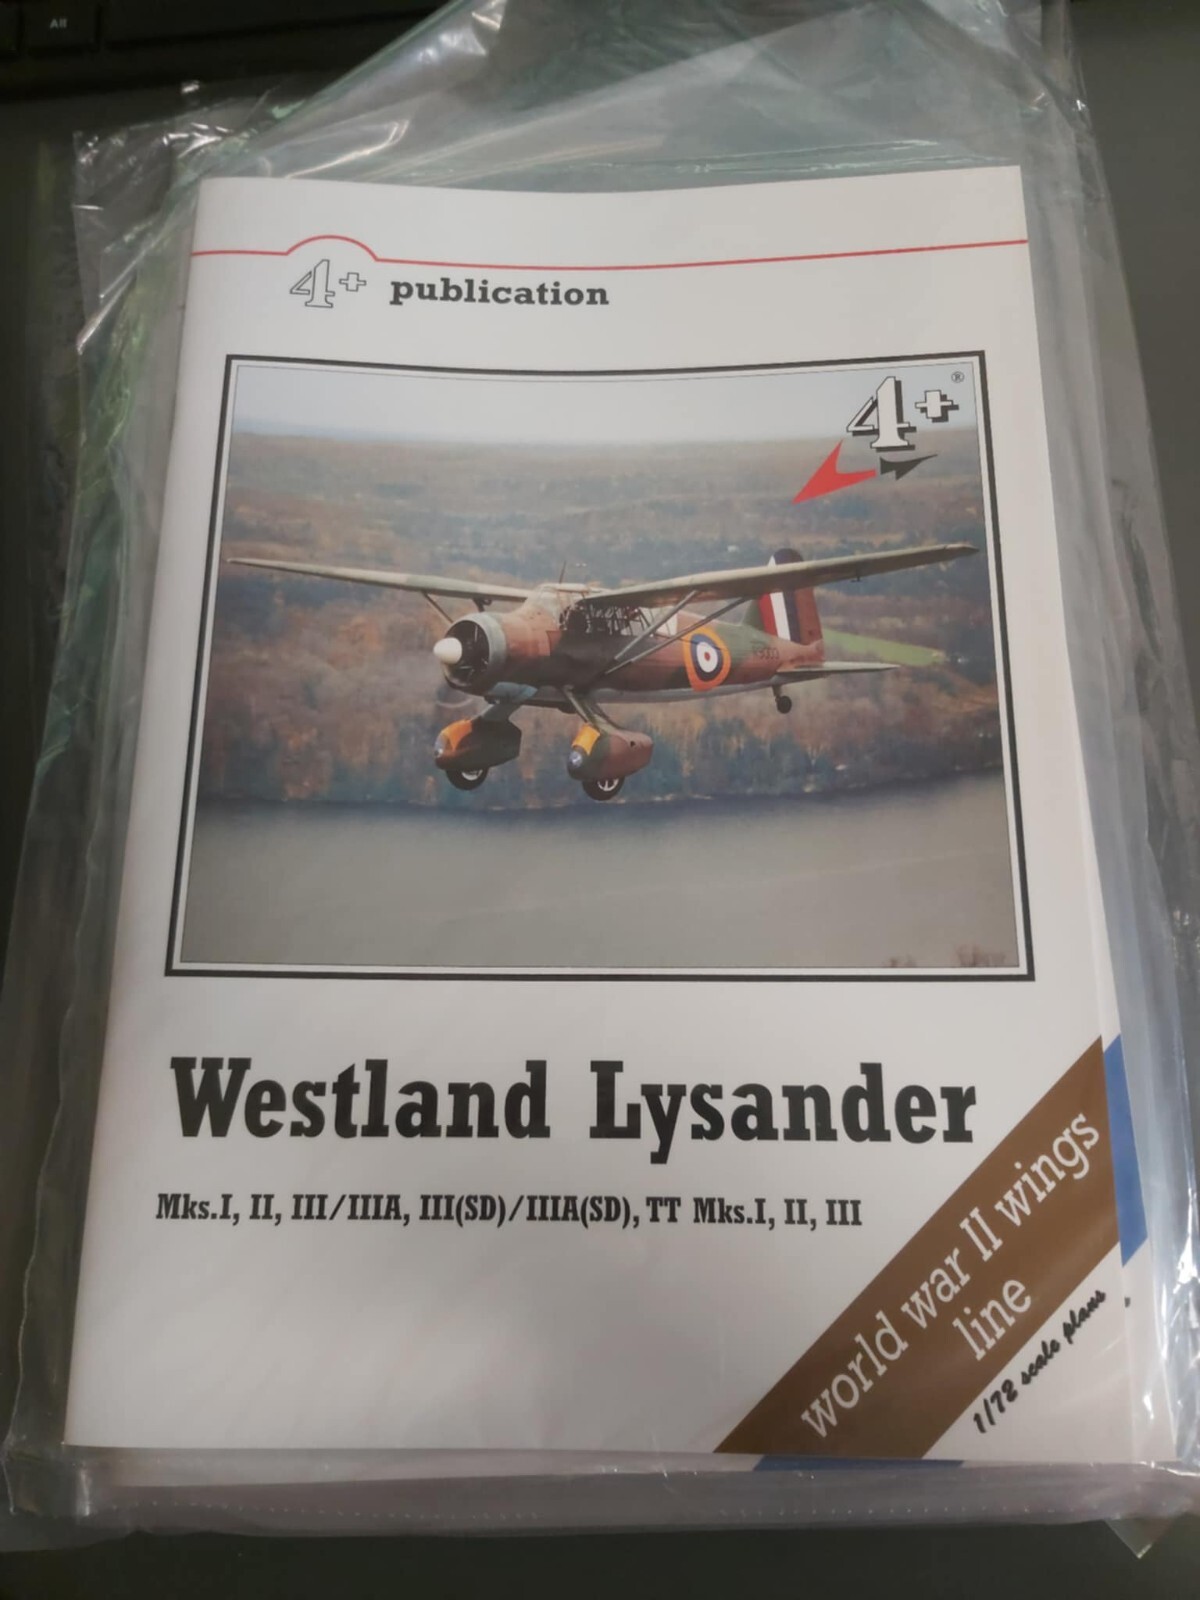 Alt
4+ publication
4+®
Westland Lysander
Mks.I, II, III/IIIA, III(SD)/IIIA(SD), TT Mks.I, II, III
world war II wings
line
1/72 scale plans